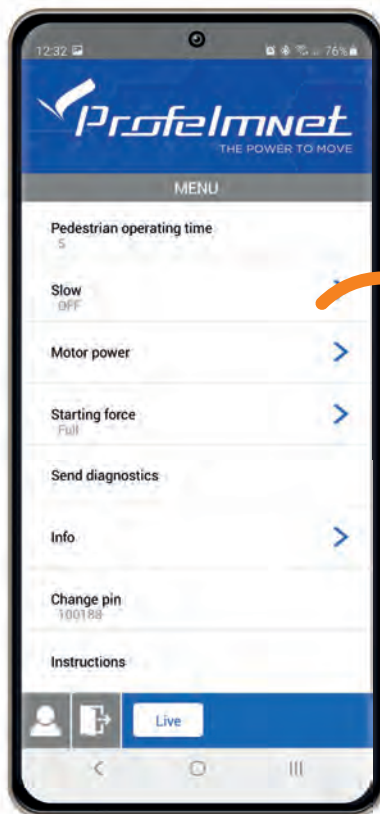 12:32 76%
Profelmnet
THE POWER TO MOVE
MENU
Pedestrian operating time
5
Slow
OFF
Motor power
Starting force
Full
Send diagnostics
Info
Change pin
100188
Instructions
Live